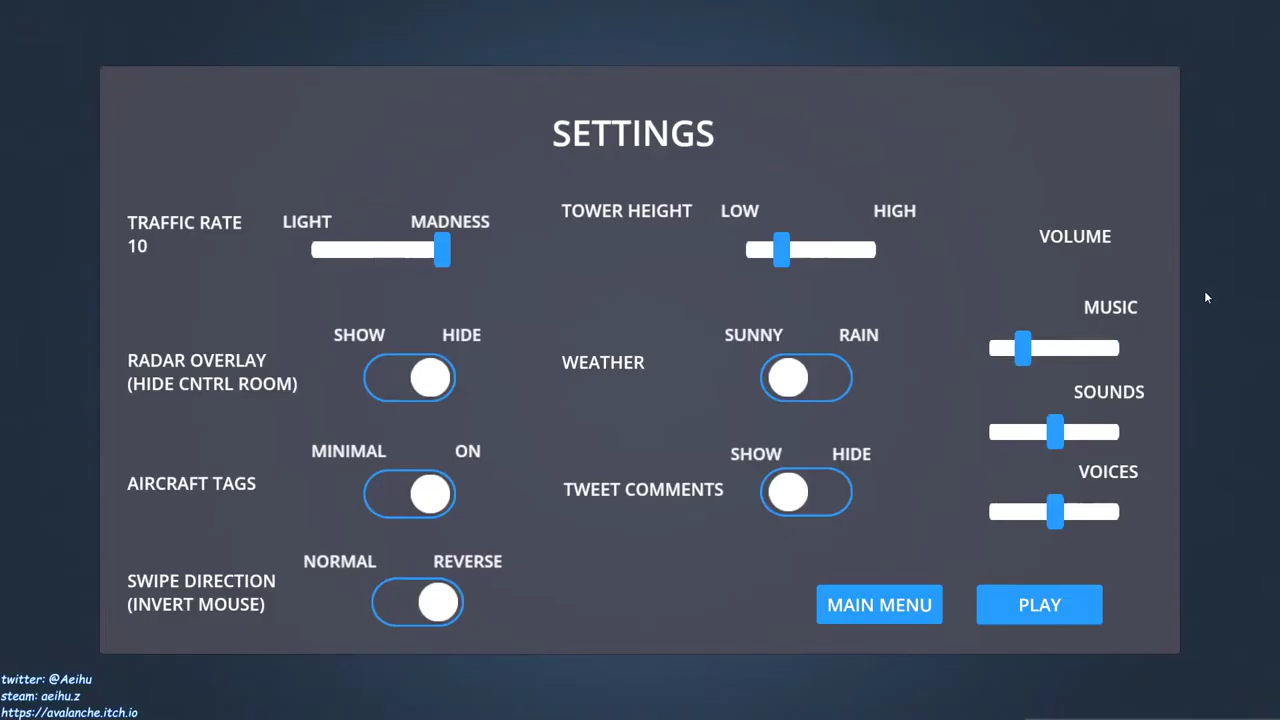 SETTINGS
TRAFFIC RATE
10
LIGHT
MADNESS
TOWER HEIGHT
LOW
HIGH
VOLUME
MUSIC
SOUNDS
VOICES
RADAR OVERLAY
(HIDE CNTRL ROOM)
SHOW
HIDE
WEATHER
SUNNY
RAIN
AIRCRAFT TAGS
MINIMAL
ON
TWEET COMMENTS
SHOW
HIDE
SWIPE DIRECTION
(INVERT MOUSE)
NORMAL
REVERSE
MAIN MENU
PLAY
twitter: @Aeihu
steam: aeihu.z
https://avalanche.itch.io